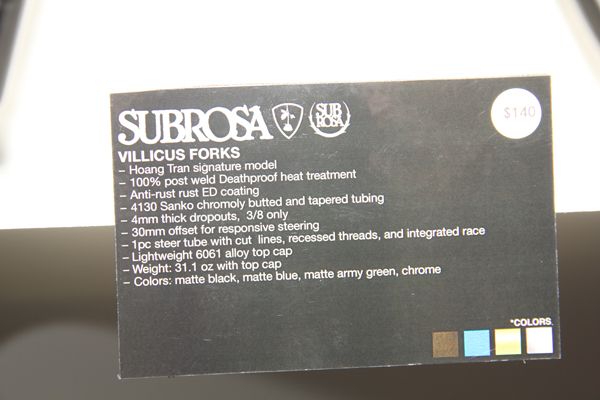 SUBROSA SUB ROSA $140
VILLICUS FORKS
– Hoang Tran signature model
– 100% post weld Deathproof heat treatment
– Anti-rust rust ED coating
– 4130 Sanko chromoly butted and tapered tubing
– 4mm thick dropouts, 3/8 only
– 30mm offset for responsive steering
– 1pc steer tube with cut lines, recessed threads, and integrated race
– Lightweight 6061 alloy top cap
– Weight: 31.1 oz with top cap
– Colors: matte black, matte blue, matte army green, chrome
*COLORS.